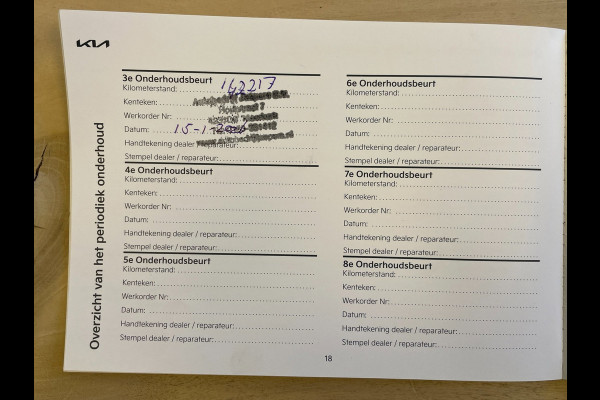 KIA
Overzicht van het periodiek onderhoud
3e Onderhoudsbeurt
Kilometerstand: 142217
Kenteken:
Werkorder Nr:
Datum: 15-1-
Handtekening dealer / reparateur:
Stempel dealer / reparateur:
4e Onderhoudsbeurt
Kilometerstand:
Kenteken:
Werkorder Nr:
Datum:
Handtekening dealer / reparateur:
Stempel dealer / reparateur:
5e Onderhoudsbeurt
Kilometerstand:
Kenteken:
Werkorder Nr:
Datum:
Handtekening dealer / reparateur:
Stempel dealer / reparateur:
6e Onderhoudsbeurt
Kilometerstand:
Kenteken:
Werkorder Nr:
Datum:
Handtekening dealer / reparateur:
Stempel dealer / reparateur:
7e Onderhoudsbeurt
Kilometerstand:
Kenteken:
Werkorder Nr:
Datum:
Handtekening dealer / reparateur:
Stempel dealer / reparateur:
8e Onderhoudsbeurt
Kilometerstand:
Kenteken:
Werkorder Nr:
Datum:
Handtekening dealer / reparateur:
Stempel dealer / reparateur:
18